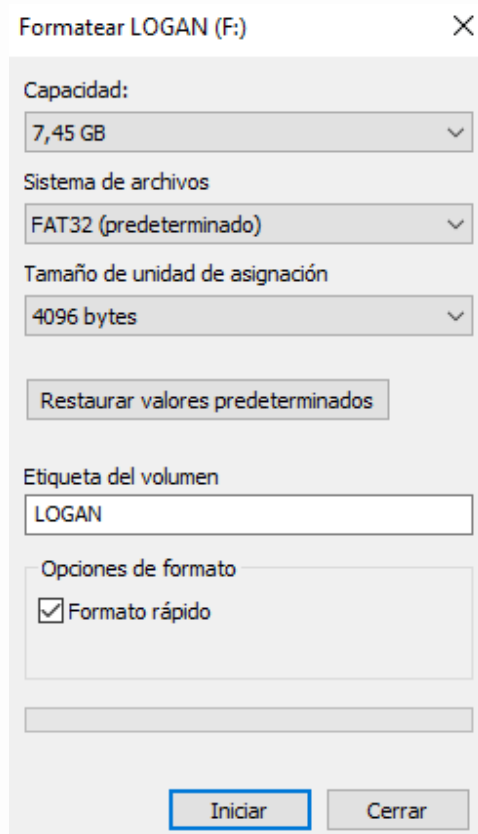 Formatear LOGAN (F:)
Capacidad:
7,45 GB
Sistema de archivos
FAT32 (predeterminado)
Tamaño de unidad de asignación
4096 bytes
Restaurar valores predeterminados
Etiqueta del volumen
LOGAN
Opciones de formato
Formato rápido
Iniciar
Cerrar